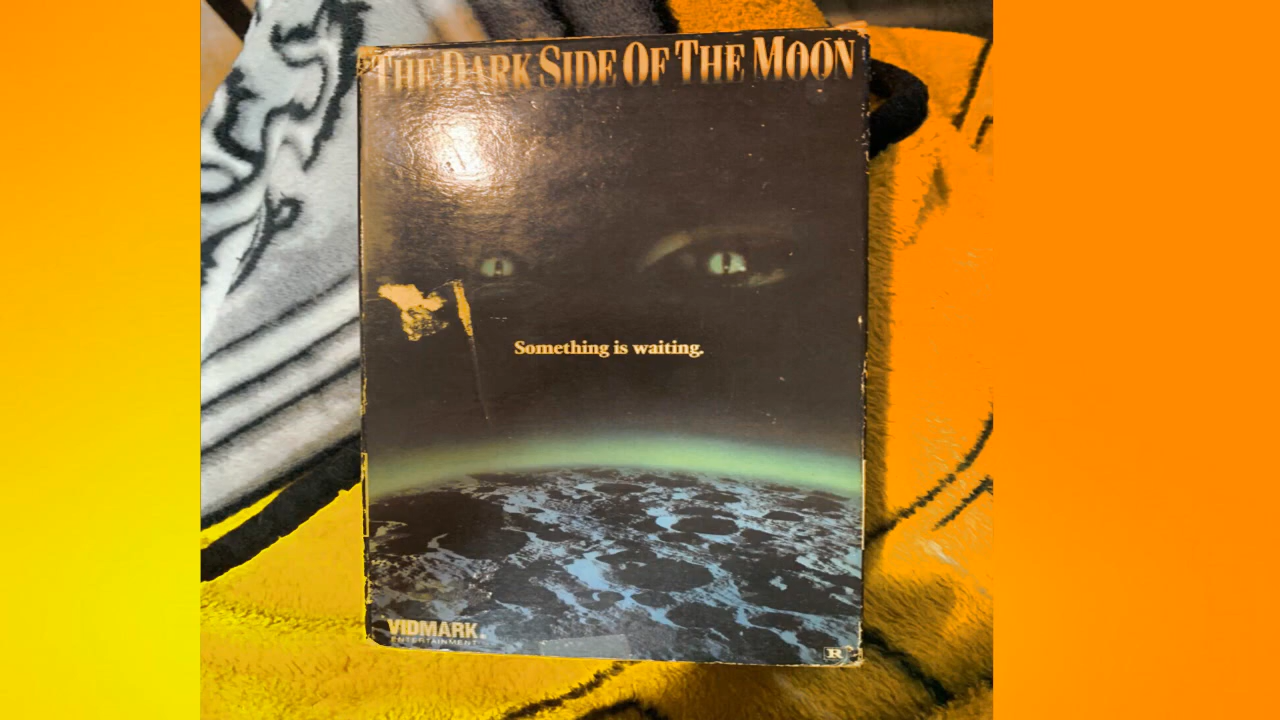 THE DARK SIDE OF THE MOON
Something is waiting.
VIDMARK
ENTERTAINMENT
R